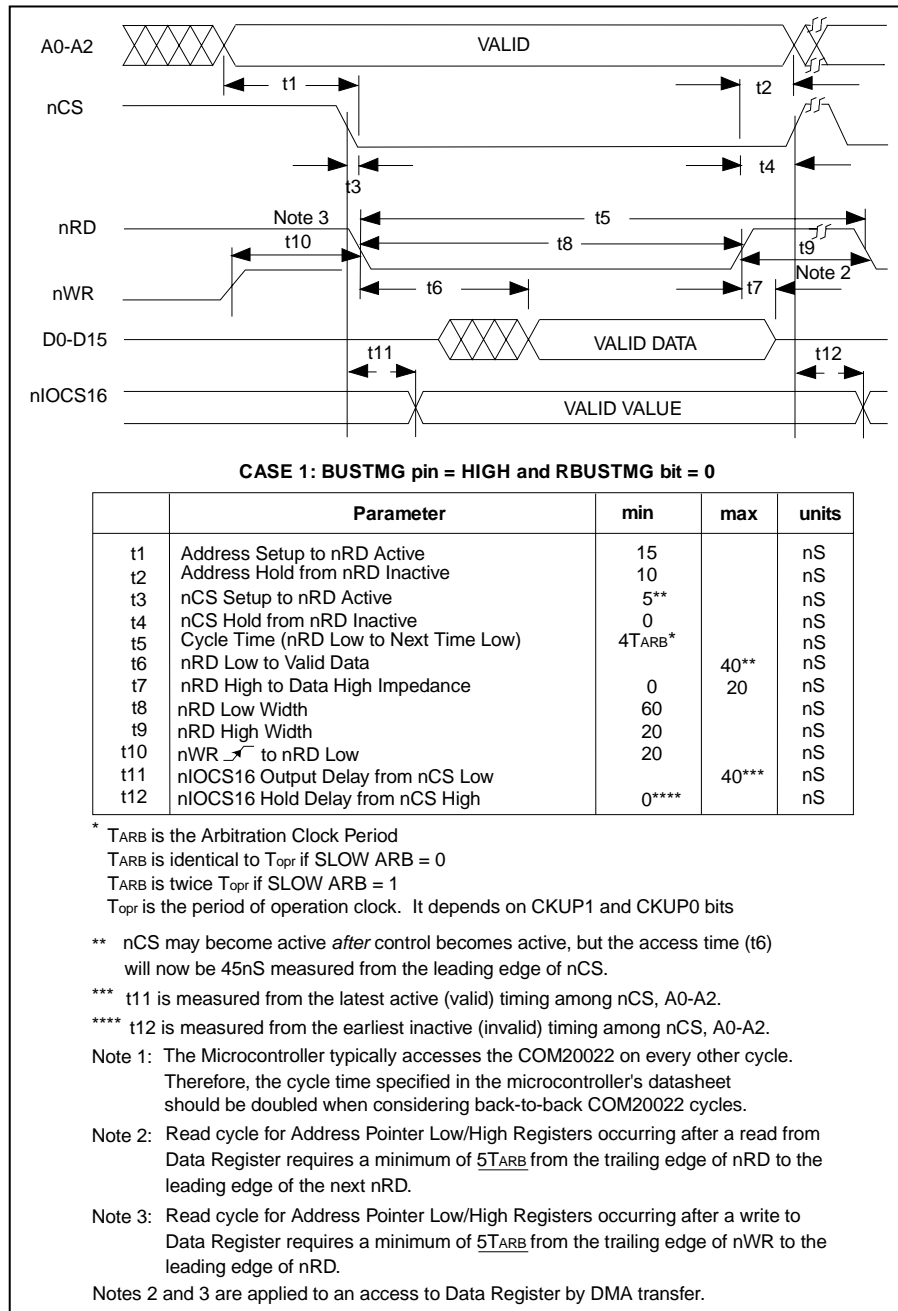 A0-A2
VALID
t1
t2
nCS
t3
t4
nRD
Note 3
t5
t10
t8
t9
nWR
t6
t7
Note 2
D0-D15
VALID DATA
t11
t12
nIOCS16
VALID VALUE
CASE 1: BUSTMG pin = HIGH and RBUSTMG bit = 0
Parameter min max units
t1 Address Setup to nRD Active 15 nS
t2 Address Hold from nRD Inactive 10 nS
t3 nCS Setup to nRD Active 5** nS
t4 nCS Hold from nRD Inactive 0 nS
t5 Cycle Time (nRD Low to Next Time Low) 4TARB* nS
t6 nRD Low to Valid Data 40** nS
t7 nRD High to Data High Impedance 0 20 nS
t8 nRD Low Width 60 nS
t9 nRD High Width 20 nS
t10 nWR to nRD Low 20 nS
t11 nIOCS16 Output Delay from nCS Low 40*** nS
t12 nIOCS16 Hold Delay from nCS High 0**** nS
* TARB is the Arbitration Clock Period
TARB is identical to Topr if SLOW ARB = 0
TARB is twice Topr if SLOW ARB = 1
Topr is the period of operation clock. It depends on CKUP1 and CKUP0 bits
** nCS may become active after control becomes active, but the access time (t6)
will now be 45nS measured from the leading edge of nCS.
*** t11 is measured from the latest active (valid) timing among nCS, A0-A2.
**** t12 is measured from the earliest inactive (invalid) timing among nCS, A0-A2.
Note 1: The Microcontroller typically accesses the COM20022 on every other cycle.
Therefore, the cycle time specified in the microcontroller's datasheet
should be doubled when considering back-to-back COM20022 cycles.
Note 2: Read cycle for Address Pointer Low/High Registers occurring after a read from
Data Register requires a minimum of 5TARB from the trailing edge of nRD to the
leading edge of the next nRD.
Note 3: Read cycle for Address Pointer Low/High Registers occurring after a write to
Data Register requires a minimum of 5TARB from the trailing edge of nWR to the
leading edge of nRD.
Notes 2 and 3 are applied to an access to Data Register by DMA transfer.